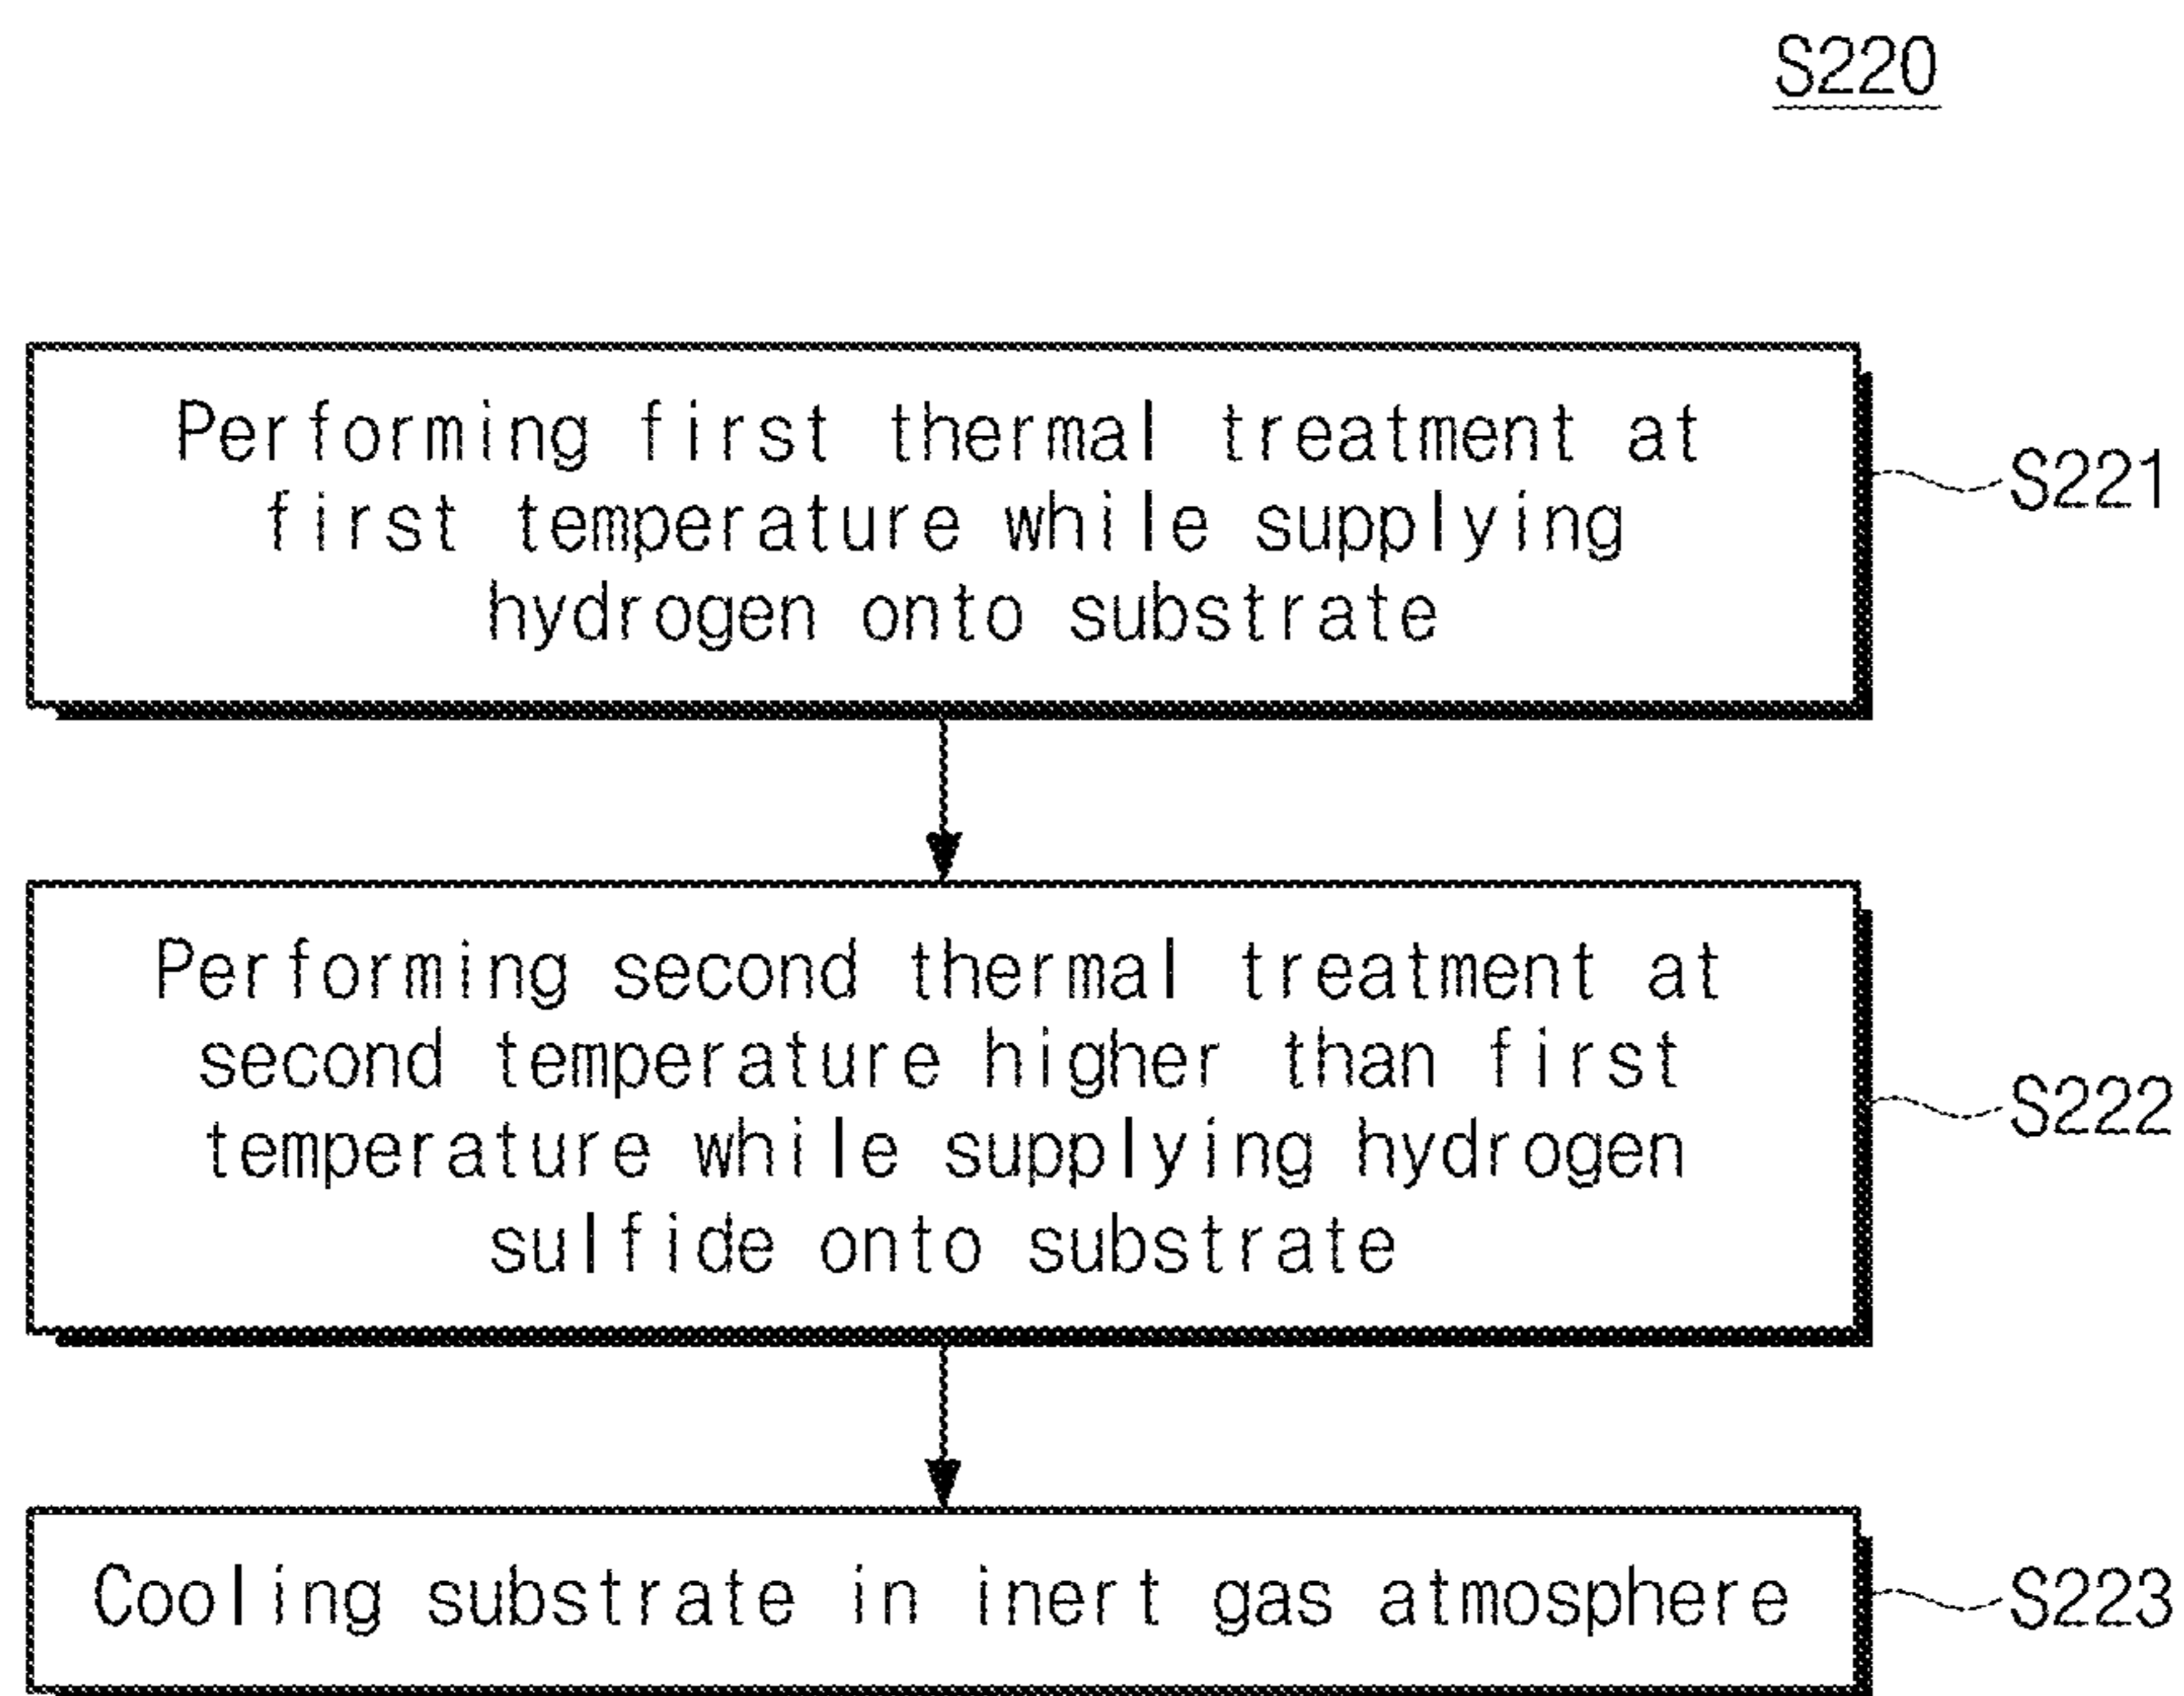 S220
Performing first thermal treatment at
first temperature while supplying
hydrogen onto substrate
S221
Performing second thermal treatment at
second temperature higher than first
temperature while supplying hydrogen
sulfide onto substrate
S222
Cooling substrate in inert gas atmosphere
S223